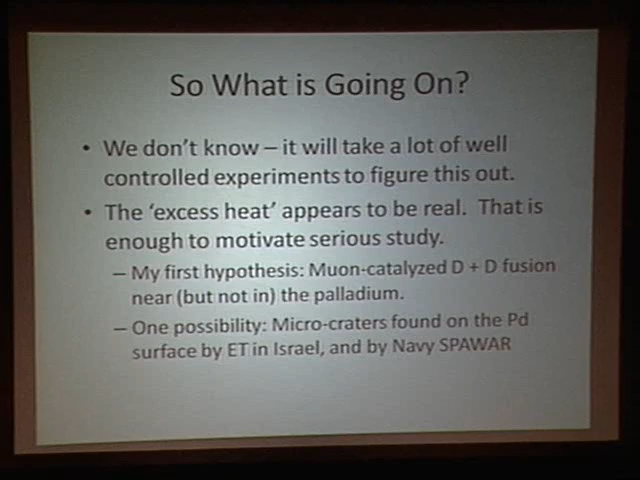 So What is Going On?
• We don't know – it will take a lot of well
controlled experiments to figure this out.
• The 'excess heat' appears to be real.  That is
enough to motivate serious study.
– My first hypothesis: Muon-catalyzed D + D fusion
near (but not in) the palladium.
– One possibility: Micro-craters found on the Pd
surface by ET in Israel, and by Navy SPAWAR